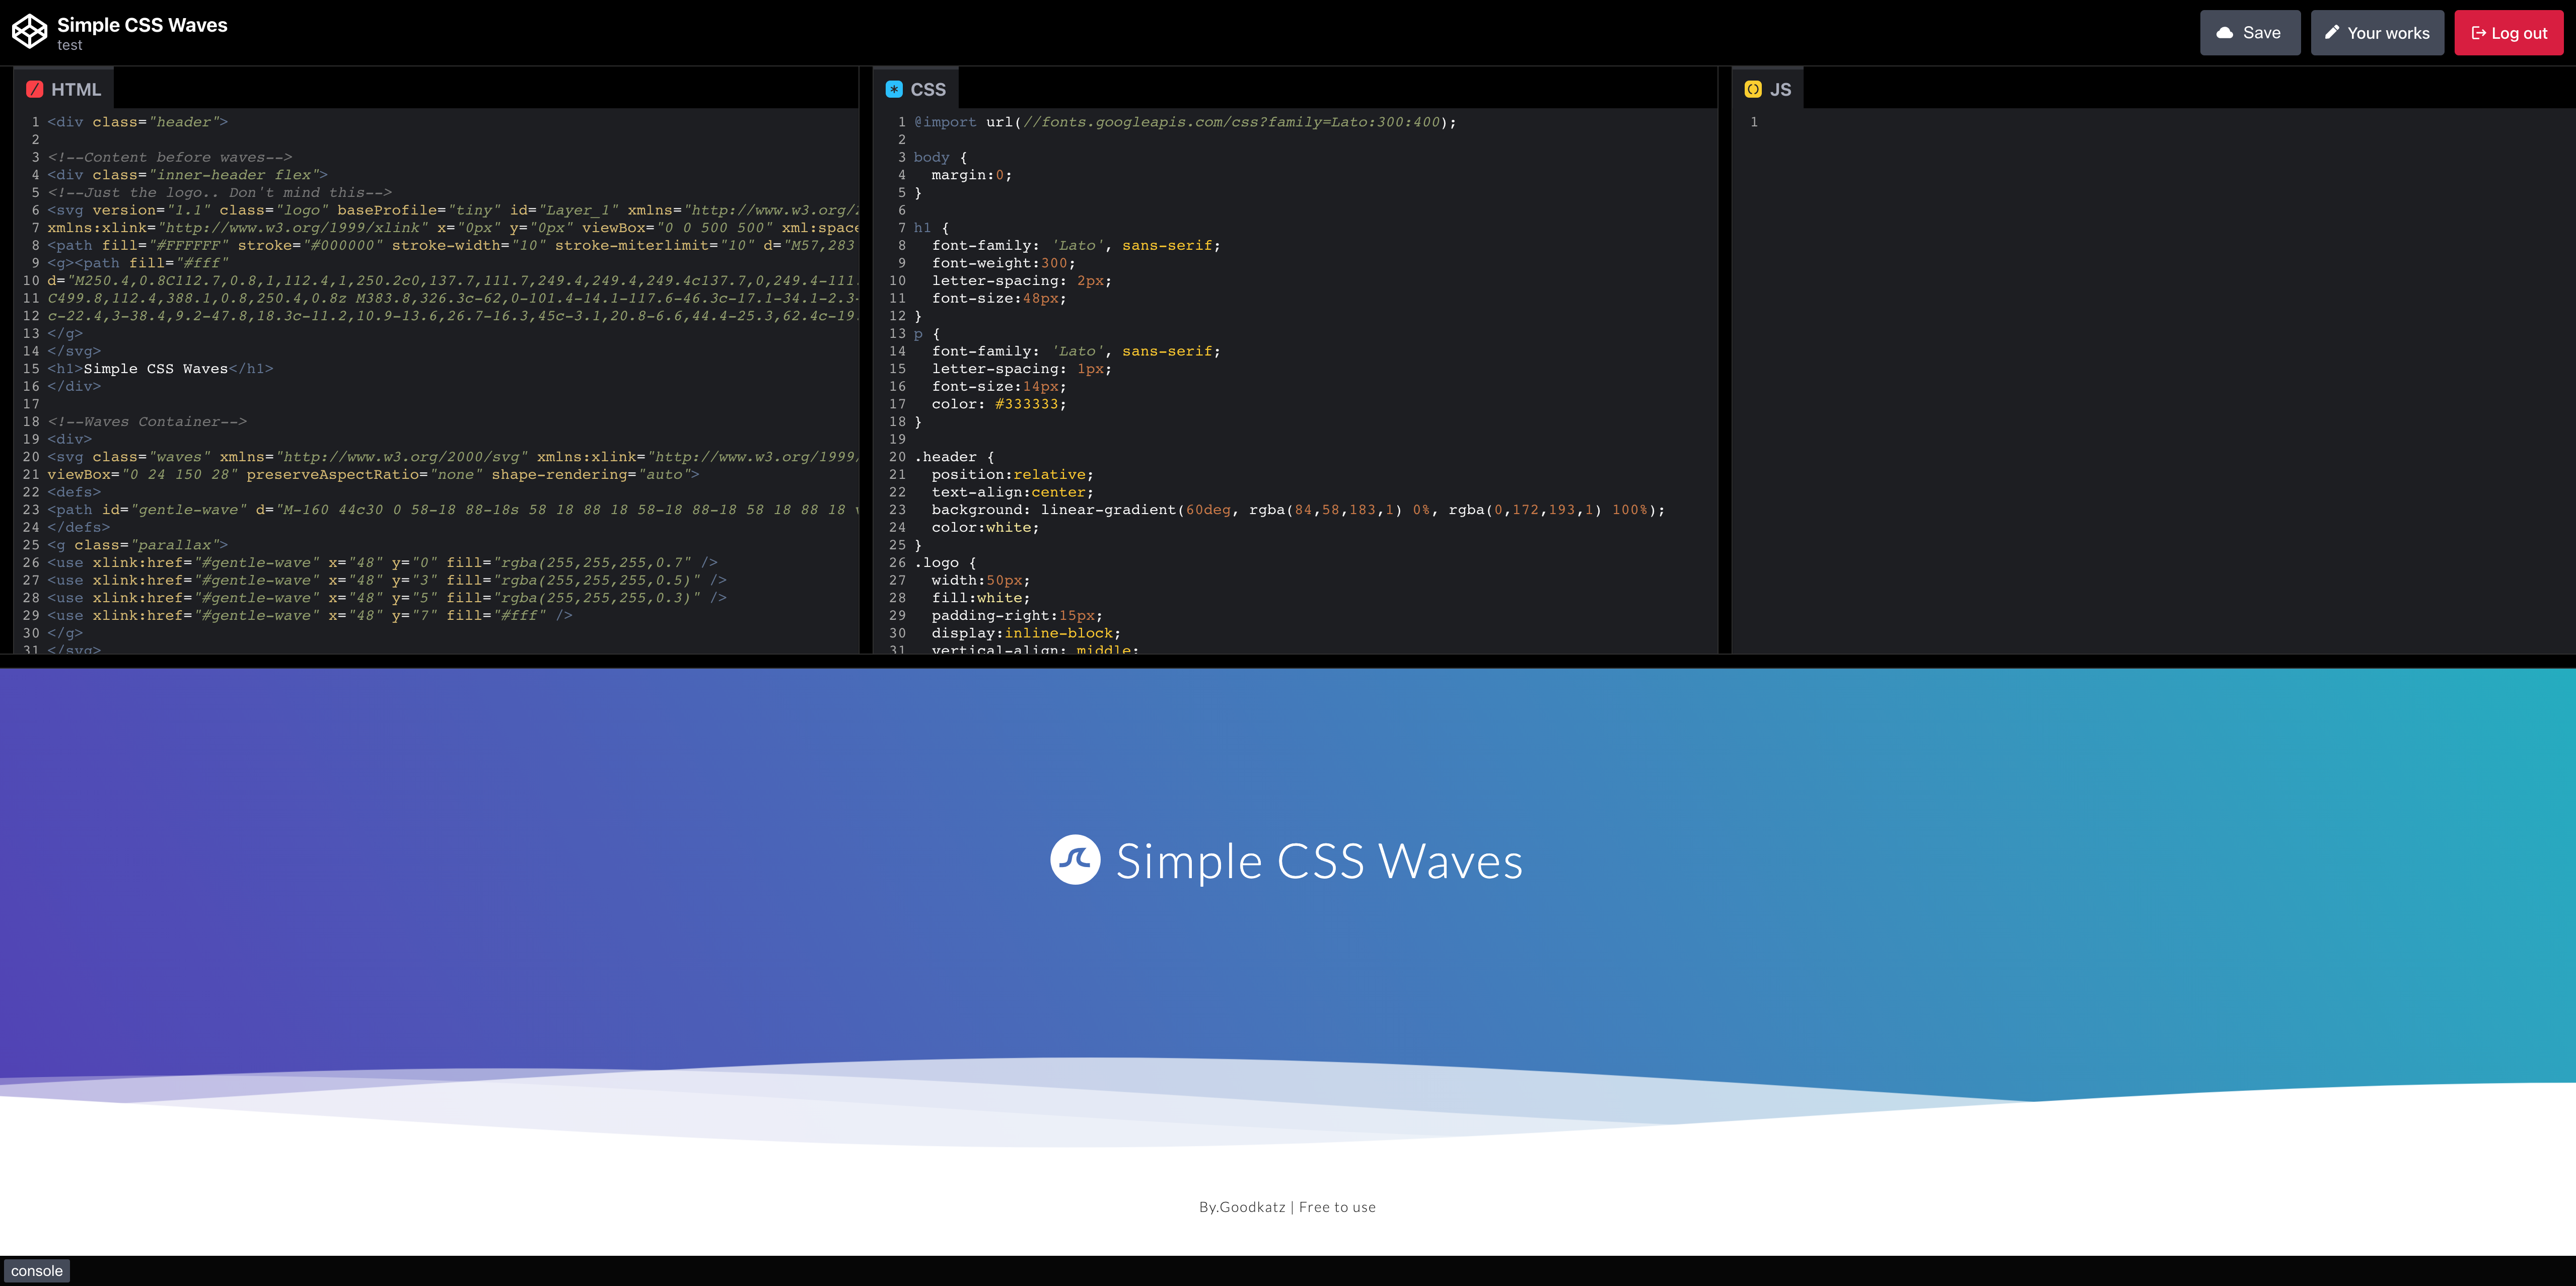 Simple CSS Waves
test
Save
Your works
Log out
HTML
1 <div class="header">
2
3 <!--Content before waves-->
4 <div class="inner-header flex">
5 <!--Just the logo.. Don't mind this-->
6 <svg version="1.1" class="logo" baseProfile="tiny" id="Layer_1" xmlns="http://www.w3.org/
7 xmlns:xlink="http://www.w3.org/1999/xlink" x="0px" y="0px" viewBox="0 0 500 500" xml:space
8 <path fill="#FFFFFF" stroke="#000000" stroke-width="10" stroke-miterlimit="10" d="M57,283
9 <g><path fill="#fff"
10 d="M250.4,0.8C112.7,0.8,1,112.4,1,250.2c0,137.7,111.7,249.4,249.4,249.4c137.7,0,249.4-111.
11 C499.8,112.4,388.1,0.8,250.4,0.8z M383.8,326.3c-62,0-101.4-14.1-117.6-46.3c-17.1-34.1-2.3-
12 c-22.4,3-38.4,9.2-47.8,18.3c-11.2,10.9-13.6,26.7-16.3,45c-3.1,20.8-6.6,44.4-25.3,62.4c-19.
13 </g>
14 </svg>
15 <h1>Simple CSS Waves</h1>
16 </div>
17
18 <!--Waves Container-->
19 <div>
20 <svg class="waves" xmlns="http://www.w3.org/2000/svg" xmlns:xlink="http://www.w3.org/1999/
21 viewBox="0 24 150 28" preserveAspectRatio="none" shape-rendering="auto">
22 <defs>
23 <path id="gentle-wave" d="M-160 44c30 0 58-18 88-18s 58 18 88 18 58-18 88-18 58 18 88 18 v
24 </defs>
25 <g class="parallax">
26 <use xlink:href="#gentle-wave" x="48" y="0" fill="rgba(255,255,255,0.7" />
27 <use xlink:href="#gentle-wave" x="48" y="3" fill="rgba(255,255,255,0.5)" />
28 <use xlink:href="#gentle-wave" x="48" y="5" fill="rgba(255,255,255,0.3)" />
29 <use xlink:href="#gentle-wave" x="48" y="7" fill="#fff" />
30 </g>
31 </svg>
CSS
1 @import url(//fonts.googleapis.com/css?family=Lato:300:400);
2
3 body {
4 margin:0;
5 }
6
7 h1 {
8 font-family: 'Lato', sans-serif;
9 font-weight:300;
10 letter-spacing: 2px;
11 font-size:48px;
12 }
13 p {
14 font-family: 'Lato', sans-serif;
15 letter-spacing: 1px;
16 font-size:14px;
17 color: #333333;
18 }
19
20 .header {
21 position:relative;
22 text-align:center;
23 background: linear-gradient(60deg, rgba(84,58,183,1) 0%, rgba(0,172,193,1) 100%);
24 color:white;
25 }
26 .logo {
27 width:50px;
28 fill:white;
29 padding-right:15px;
30 display:inline-block;
31 vertical-align: middle;
JS
1
Simple CSS Waves
By.Goodkatz | Free to use
console